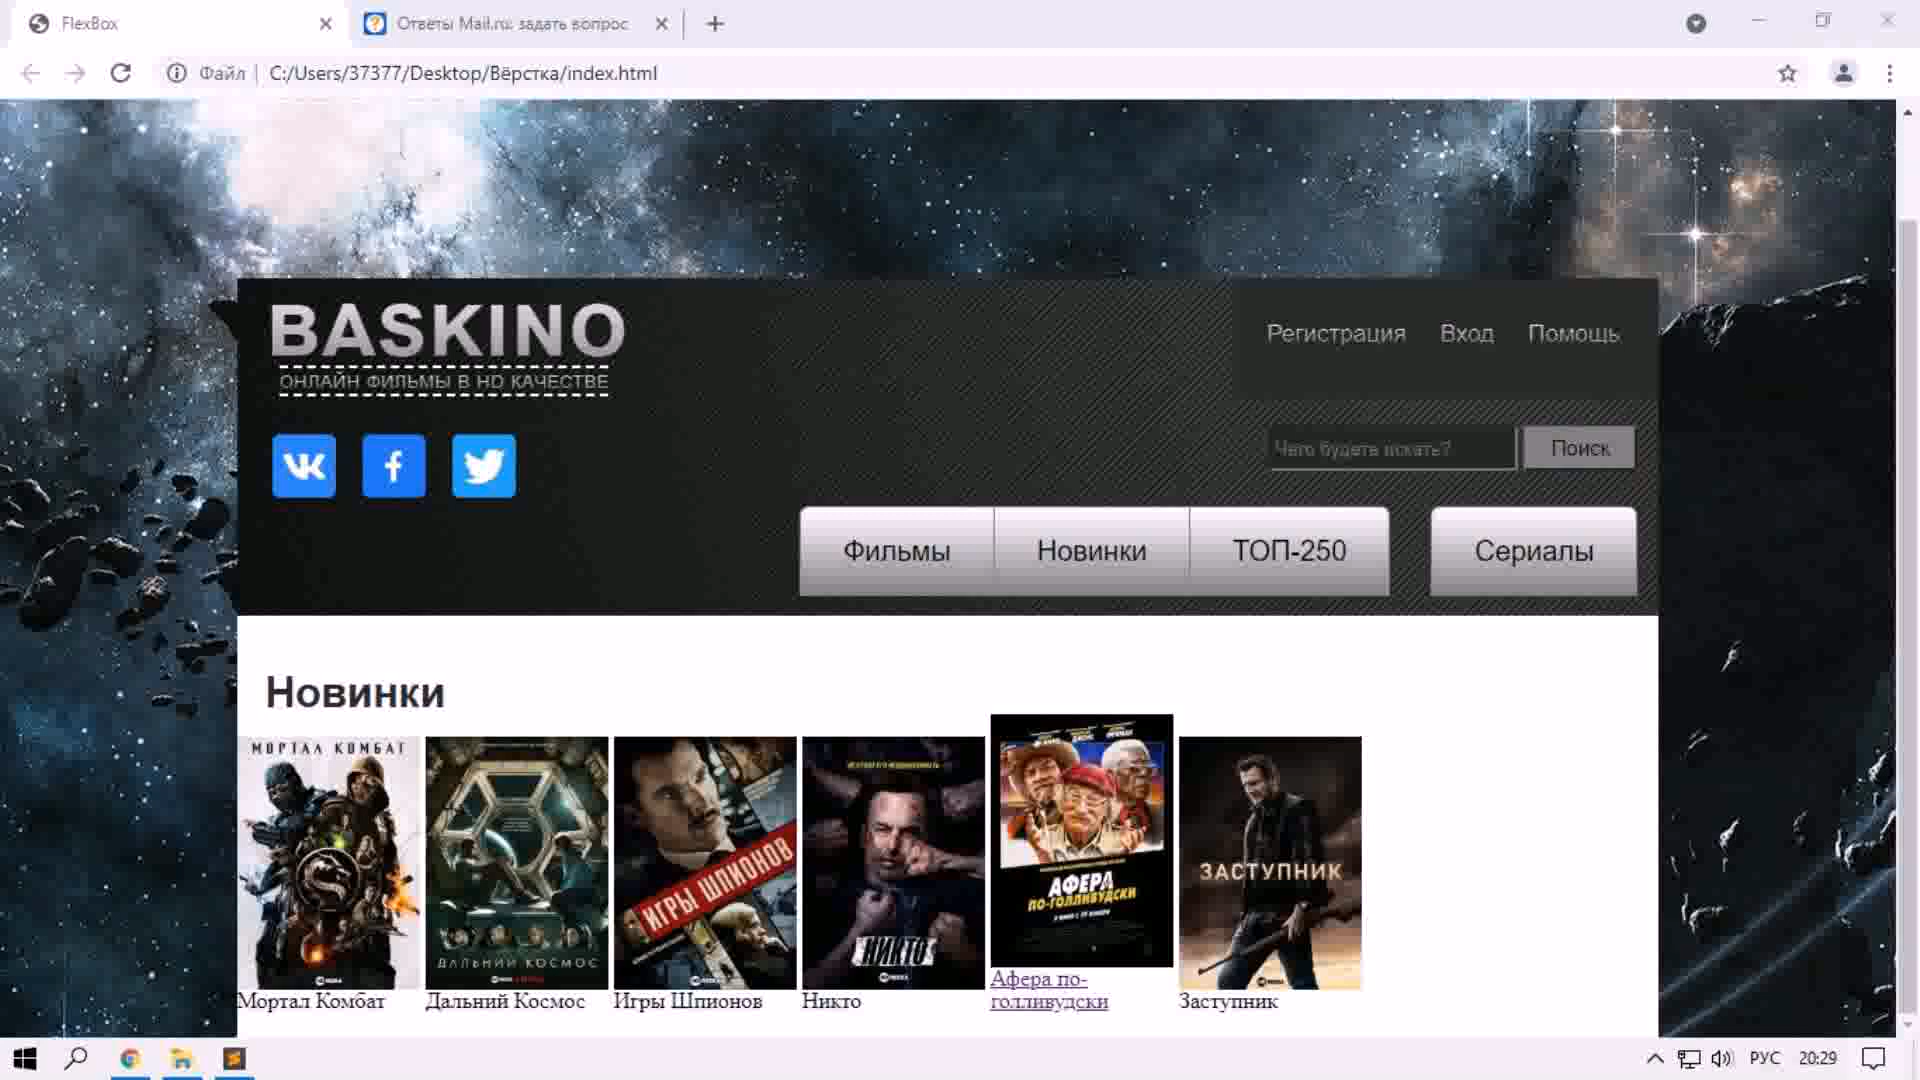 FlexBox
Ответы Mail.ru: задать вопрос
Файл
C:/Users/37377/Desktop/Вёрстка/index.html
BASKINO
ОНЛАЙН ФИЛЬМЫ В HD КАЧЕСТВЕ
Регистрация Вход Помощь
Чего будете искать?
Поиск
Фильмы Новинки ТОП-250 Сериалы
Новинки
МОРТАЛ КОМБАТ
ДАЛЬНИЙ КОСМОС
ИГРЫ ШПИОНОВ
НИКТО
АФЕРА
ПО-ГОЛЛИВУДСКИ
ЗАСТУПНИК
Мортал Комбат
Дальний Космос
Игры Шпионов
Никто
Афера по-
голливудски
Заступник
РУС
20:29